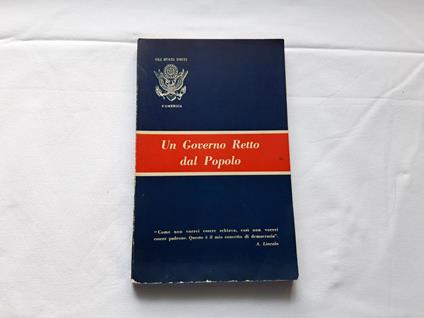 GLI STATI UNITI
D'AMERICA
Un Governo Retto
dal Popolo
"Come non vorrei essere schiavo, così non vorrei
essere padrone. Questo è il mio concetto di democrazia".
A. Lincoln